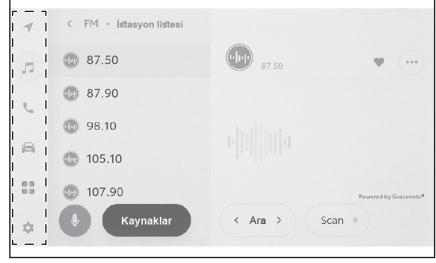 FM • İstasyon listesi
87.50
87.90
98.10
105.10
107.90
Kaynaklar
87.50
Powered by Gracenote®
Ara
Scan